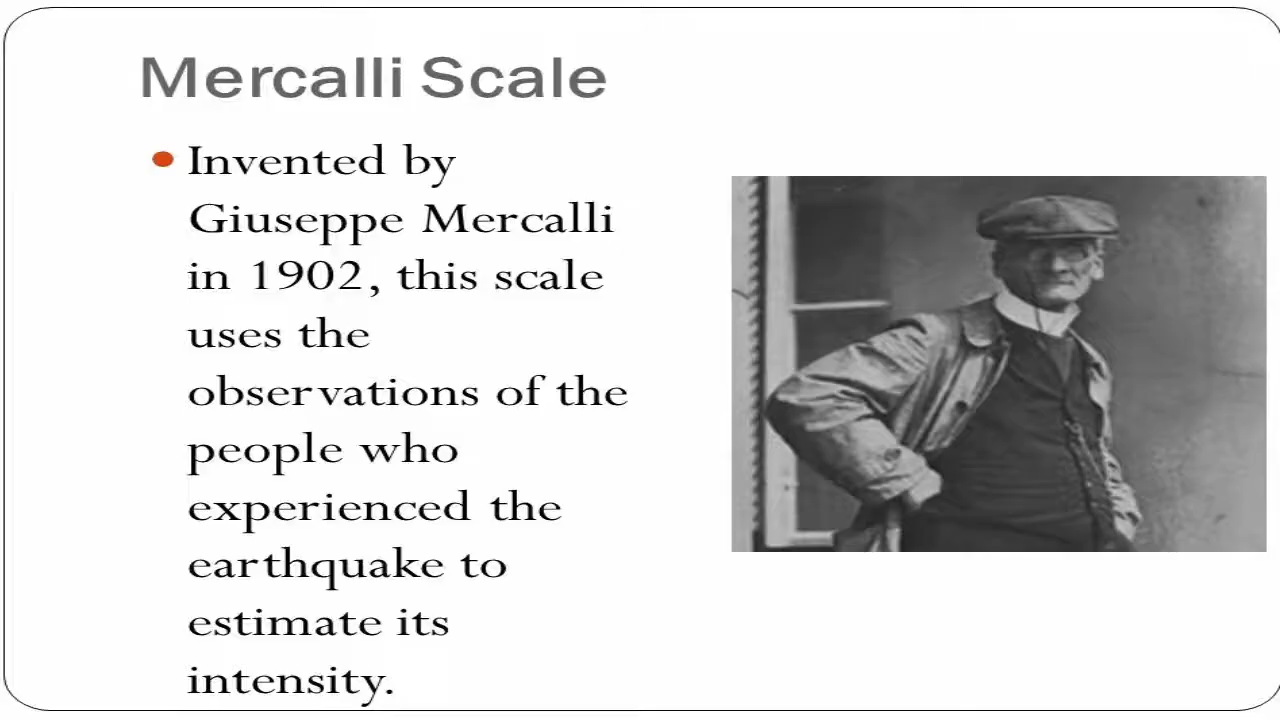 Mercalli Scale
Invented by
Giuseppe Mercalli
in 1902, this scale
uses the
observations of the
people who
experienced the
earthquake to
estimate its
intensity.